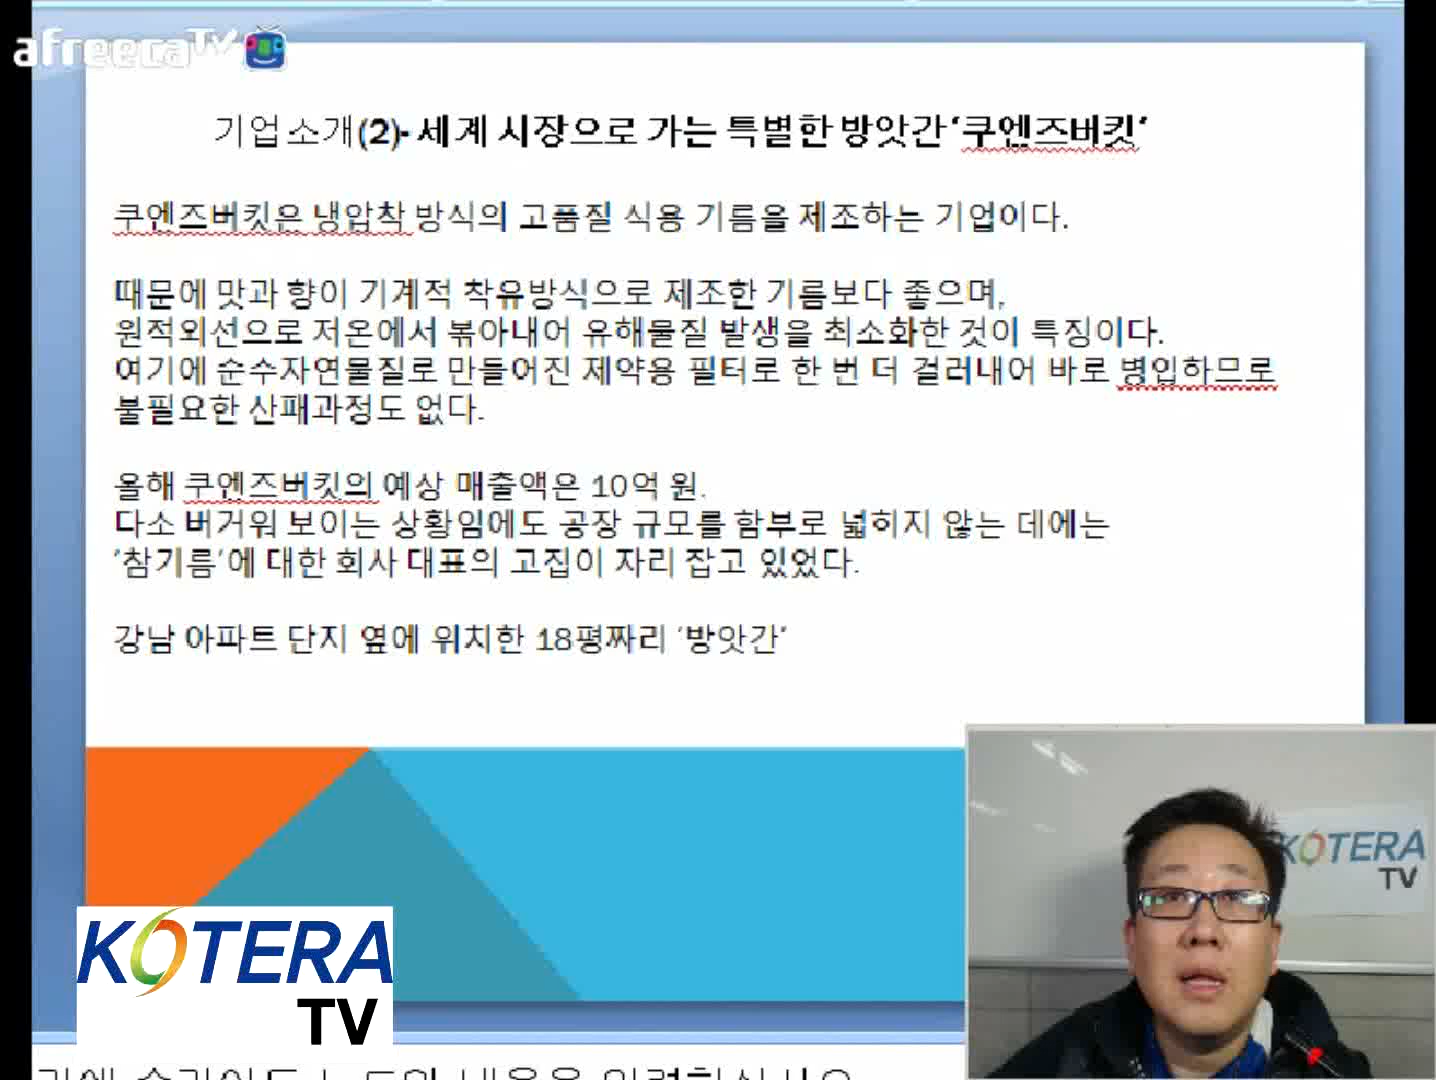 afreecaTV
기업 소개(2)- 세계 시장으로 가는 특별한 방앗간 ‘쿠엔즈버킷‘
쿠엔즈버킷은 냉압착 방식의 고품질 식용 기름을 제조하는 기업이다.
때문에 맛과 향이 기계적 착유방식으로 제조한 기름보다 좋으며,
원적외선으로 저온에서 볶아내어 유해물질 발생을 최소화한 것이 특징이다.
여기에 순수자연물질로 만들어진 제약용 필터로 한 번 더 걸러내어 바로 병입하므로
불필요한 산패과정도 없다.
올해 쿠엔즈버킷의 예상 매출액은 10억 원.
다소 버거워 보이는 상황임에도 공장 규모를 함부로 넓히지 않는 데에는
‘참기름’에 대한 회사 대표의 고집이 자리 잡고 있었다.
강남 아파트 단지 옆에 위치한 18평짜리 ‘방앗간’
KOTERA
TV
KOTERA
TV